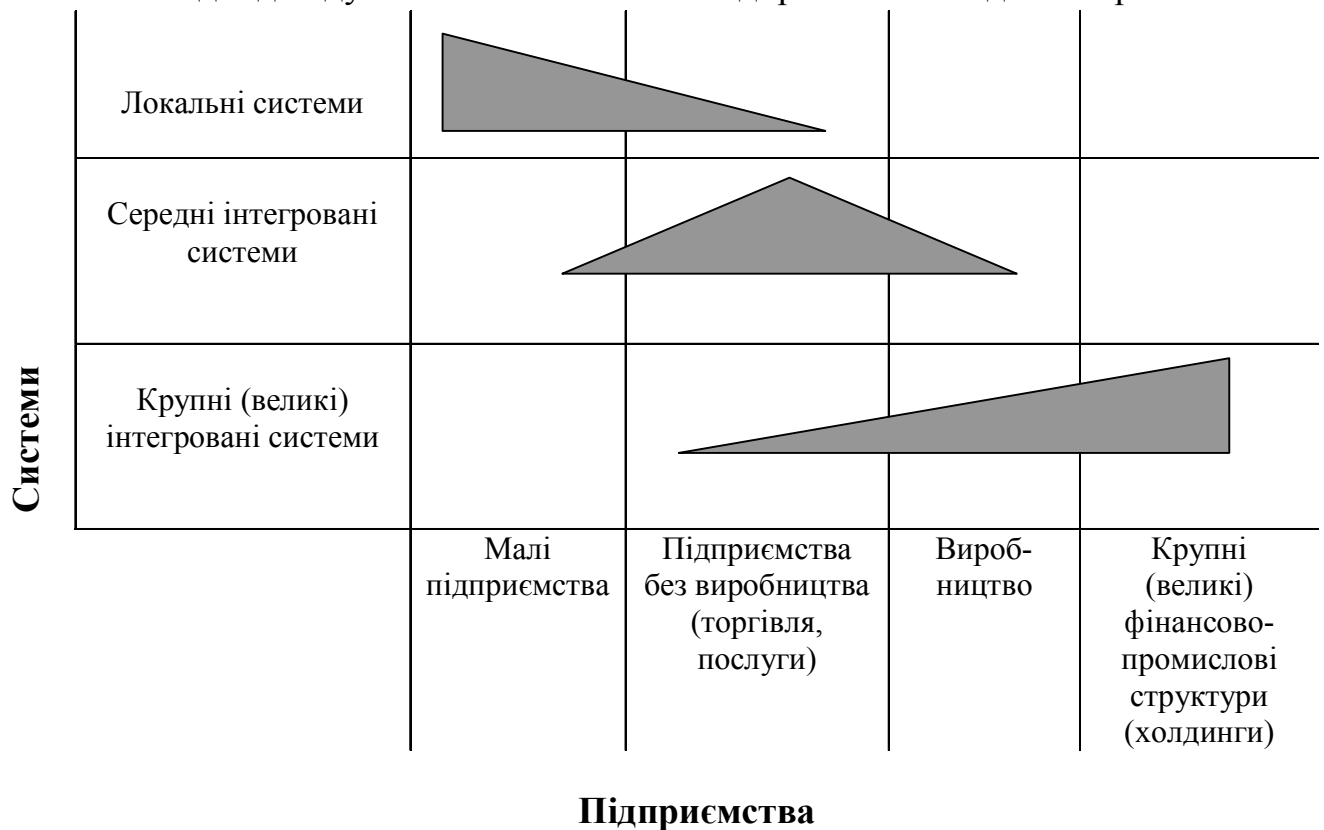 Локальні системи
Середні інтегровані
системи
Крупні (великі)
інтегровані системи
Системи
Малі
підприємства
Підприємства
без виробництва
(торгівля,
послуги)
Вироб-
ництво
Крупні
(великі)
фінансово-
промислові
структури
(холдинги)
Підприємства